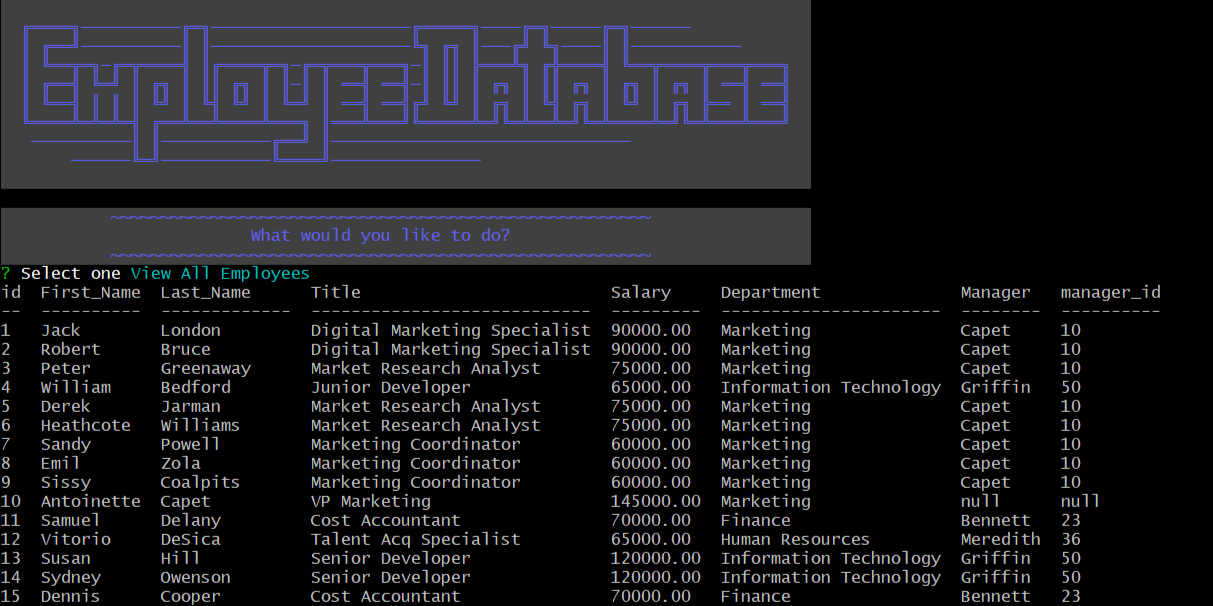 Employee Database
What would you like to do?
? Select one View All Employees
id  First_Name  Last_Name      Title                         Salary     Department              Manager   manager_id
--  ----------  -------------  ----------------------------  ---------  ----------------------  --------  ----------
1   Jack        London         Digital Marketing Specialist  90000.00   Marketing               Capet     10
2   Robert      Bruce          Digital Marketing Specialist  90000.00   Marketing               Capet     10
3   Peter       Greenaway      Market Research Analyst       75000.00   Marketing               Capet     10
4   William     Bedford        Junior Developer              65000.00   Information Technology  Griffin   50
5   Derek       Jarman         Market Research Analyst       75000.00   Marketing               Capet     10
6   Heathcote   Williams       Market Research Analyst       75000.00   Marketing               Capet     10
7   Sandy       Powell         Marketing Coordinator         60000.00   Marketing               Capet     10
8   Emil        Zola           Marketing Coordinator         60000.00   Marketing               Capet     10
9   Sissy       Coalpits       Marketing Coordinator         60000.00   Marketing               Capet     10
10  Antoinette  Capet          VP Marketing                  145000.00  Marketing               null      null
11  Samuel      Delany         Cost Accountant               70000.00   Finance                 Bennett   23
12  Vitorio     DeSica         Talent Acq Specialist         65000.00   Human Resources         Meredith  36
13  Susan       Hill           Senior Developer              120000.00  Information Technology  Griffin   50
14  Sydney      Owenson        Senior Developer              120000.00  Information Technology  Griffin   50
15  Dennis      Cooper         Cost Accountant               70000.00   Finance                 Bennett   23